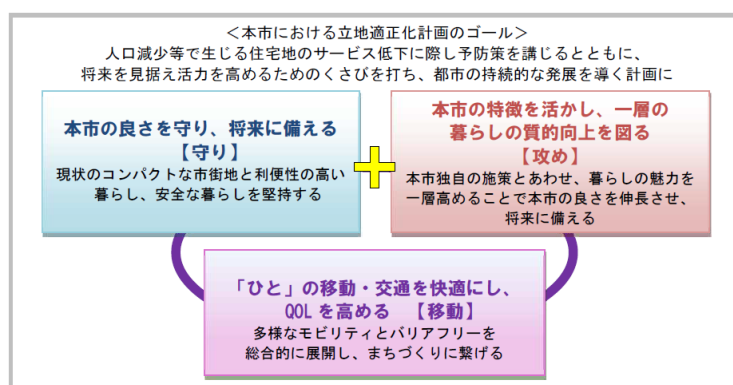 ＜本市における立地適正化計画のゴール＞
人口減少等で生じる住宅地のサービス低下に際し予防策を講じるとともに、
将来を見据え活力を高めるためのくさびを打ち、都市の持続的な発展を導く計画に
本市の良さを守り、将来に備える
【守り】
現状のコンパクトな市街地と利便性の高い
暮らし、安全な暮らしを堅持する
本市の特徴を活かし、一層の
暮らしの質的向上を図る
【攻め】
本市独自の施策とあわせ、暮らしの魅力を
一層高めることで本市の良さを伸長させ、
将来に備える
「ひと」の移動・交通を快適にし、
QOLを高める　【移動】
多様なモビリティとバリアフリーを
総合的に展開し、まちづくりに繋げる